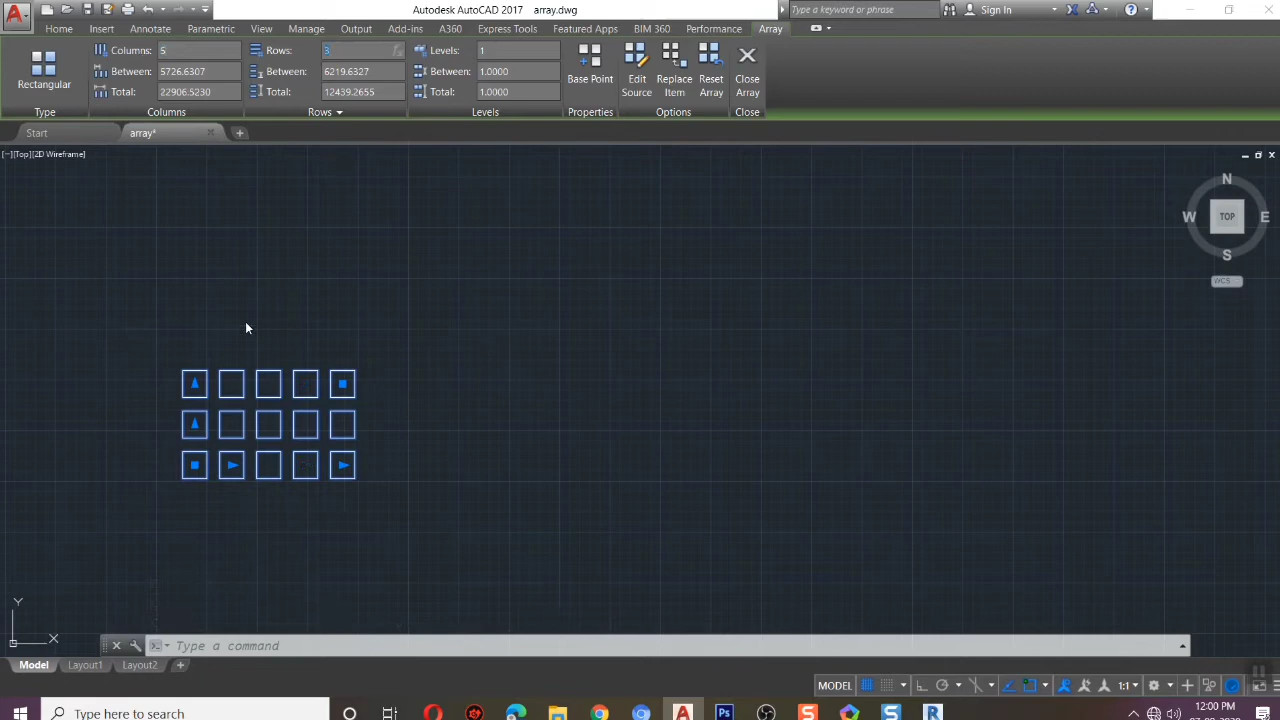 Autodesk AutoCAD 2017 array.dwg
Type a keyword or phrase
Sign In
Home Insert Annotate Parametric View Manage Output Add-ins A360 Express Tools Featured Apps BIM 360 Performance Array
Columns: 5 Rows: 3 Levels: 1
Between: 5726.6307 Between: 6219.6327 Between: 1.0000
Total: 22906.5230 Total: 12439.2655 Total: 1.0000
Rectangular
Base Point
Edit Source
Replace Item
Reset Array
Close Array
Type Columns Rows Levels Properties Options Close
Start array*
[−][Top][2D Wireframe]
N
W TOP E
S
WCS
Y
X
Type a command
Model Layout1 Layout2
MODEL 1:1
Type here to search
12:00 PM